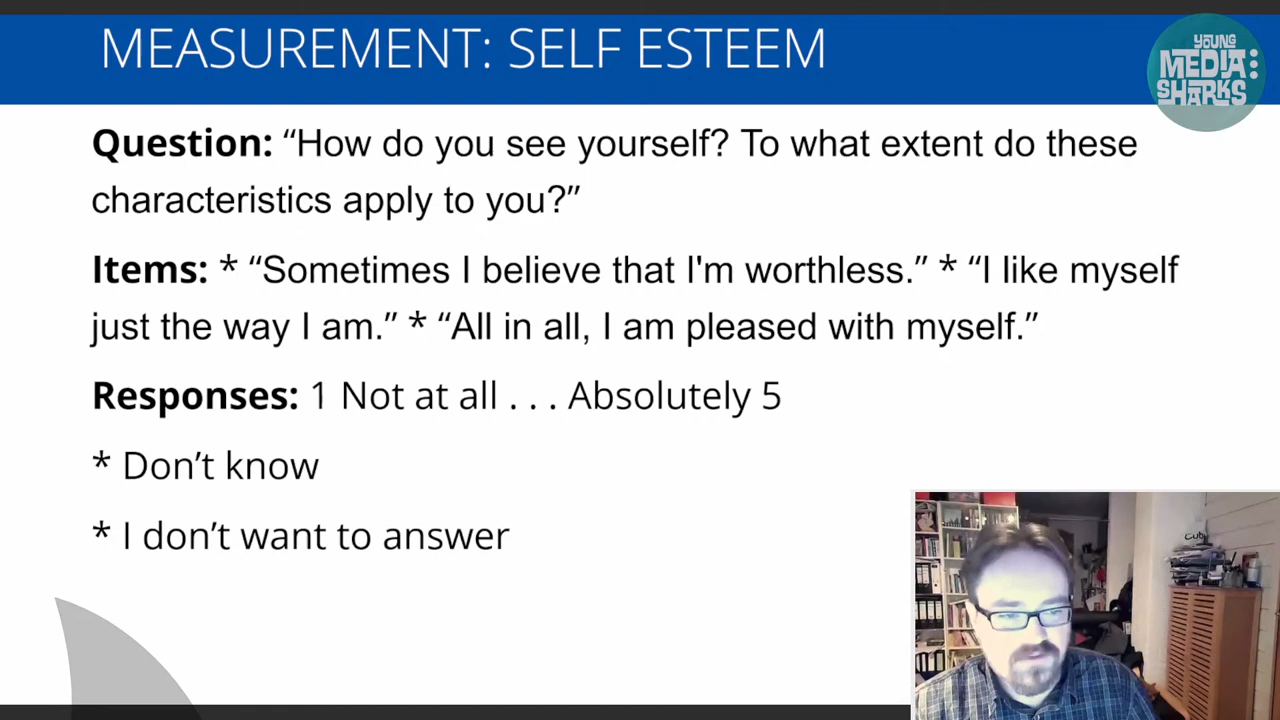 MEASUREMENT: SELF ESTEEM
YOUNG
MEDIA:
SHARKS
Question: “How do you see yourself? To what extent do these
characteristics apply to you?”
Items: * “Sometimes I believe that I'm worthless.” * “I like myself
just the way I am.” * “All in all, I am pleased with myself.”
Responses: 1 Not at all . . . Absolutely 5
* Don’t know
* I don’t want to answer